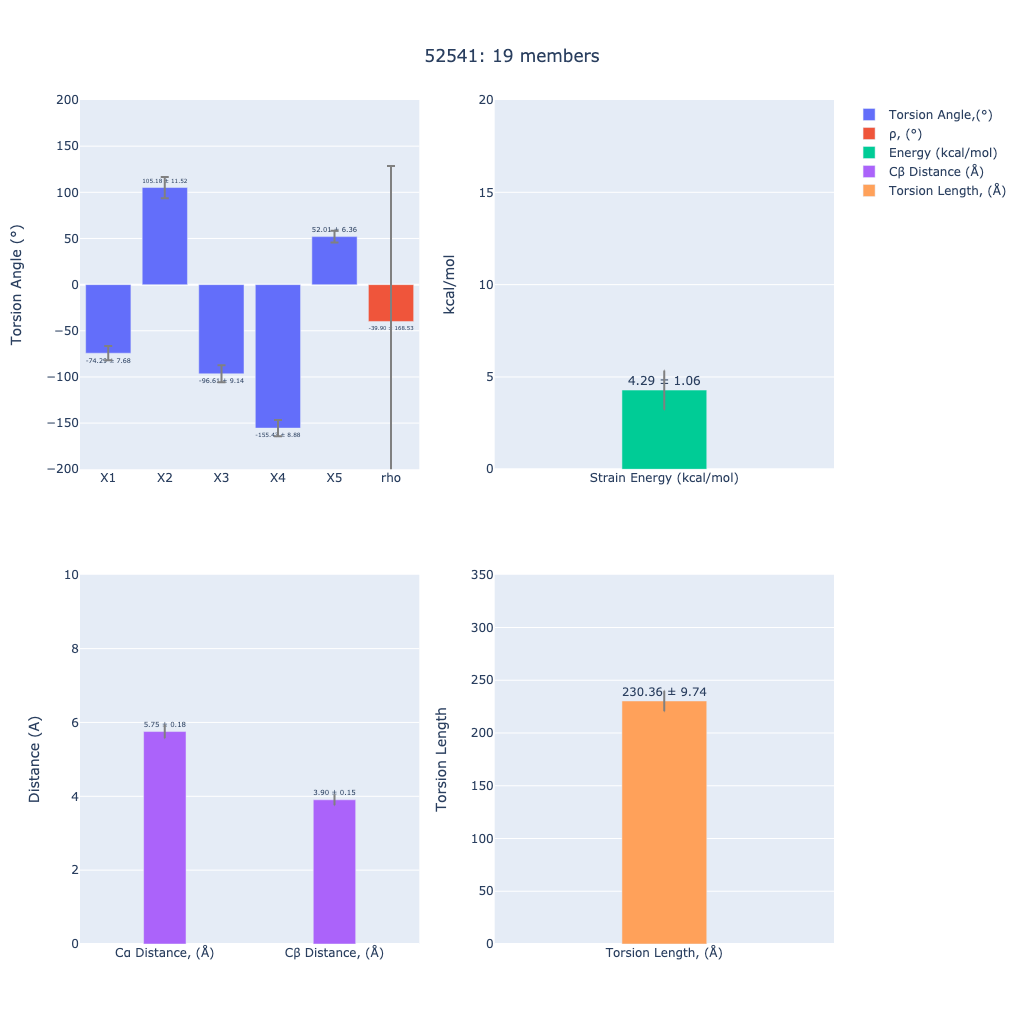 52541: 19 members
200
150
100
50
0
−50
−100
−150
−200
Torsion Angle (°)
105.18 ± 11.52
52.01 ± 6.36
-74.29 ± 7.68
-96.61 ± 9.14
-39.90 ± 168.53
X1 X2 X3 X4 X5 rho
20
15
10
5
0
kcal/mol
4.29 ± 1.06
Strain Energy (kcal/mol)
Torsion Angle,(°)
ρ, (°)
Energy (kcal/mol)
Cβ Distance (Å)
Torsion Length, (Å)
10
8
6
4
2
0
Distance (A)
5.75 ± 0.18
3.90 ± 0.15
Cα Distance, (Å) Cβ Distance, (Å)
350
300
250
200
150
100
50
0
Torsion Length
230.36 ± 9.74
Torsion Length, (Å)